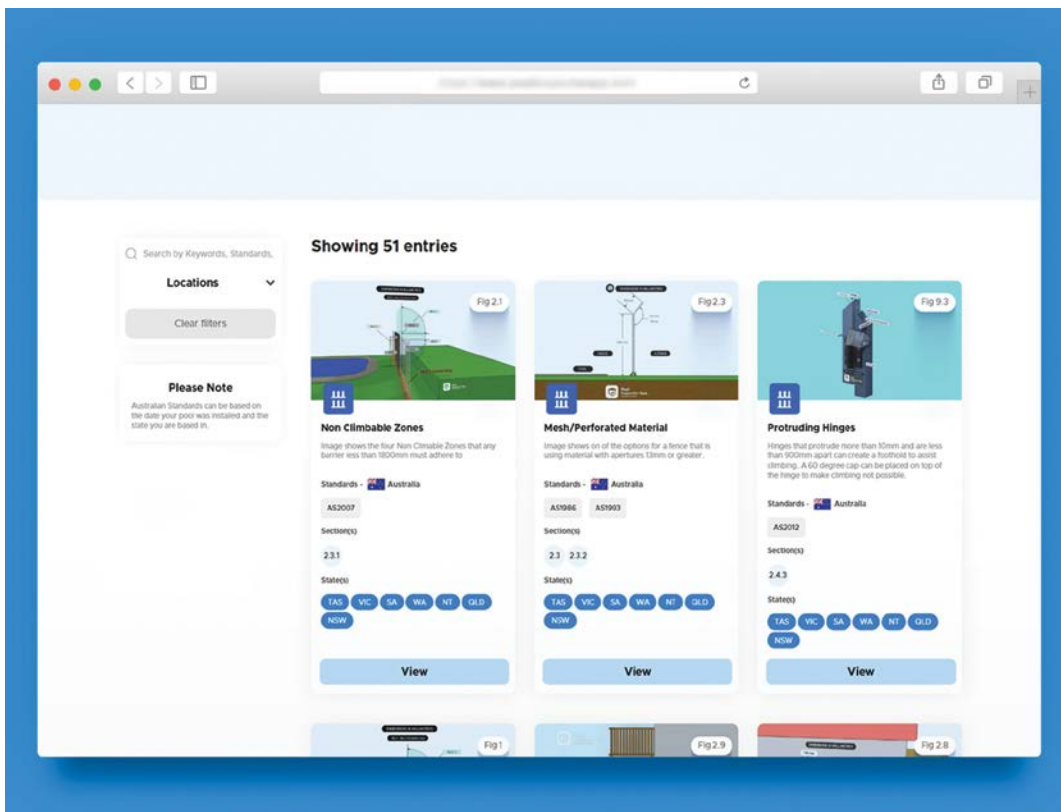 Search by Keywords, Standards,
Locations
Clear filters
Please Note
Australian Standards can be based on
the date your pool was installed and the
state you are based in.
Showing 51 entries
Fig 2.1
Non Climbable Zones
Image shows the four Non Climable Zones that any
barrier less than 1800mm must adhere to
Standards - Australia
AS2007
Section(s)
2.3.1
State(s)
TAS VIC SA WA NT QLD
NSW
View
Fig 2.3
Mesh/Perforated Material
Image shows on of the options for a fence that is
using material with apertures 13mm or greater.
Standards - Australia
AS1986 AS1993
Section(s)
2.3 2.3.2
State(s)
TAS VIC SA WA NT QLD
NSW
View
Fig 9.3
Protruding Hinges
Hinges that protrude more than 10mm and are less
than 900mm apart can create a foothold to assist
climbing. A 60 degree cap can be placed on top of
the hinge to make climbing not possible.
Standards - Australia
AS2012
Section(s)
2.4.3
State(s)
TAS VIC SA WA NT QLD
NSW
View
Fig 1
Fig 2.9
Fig 2.8